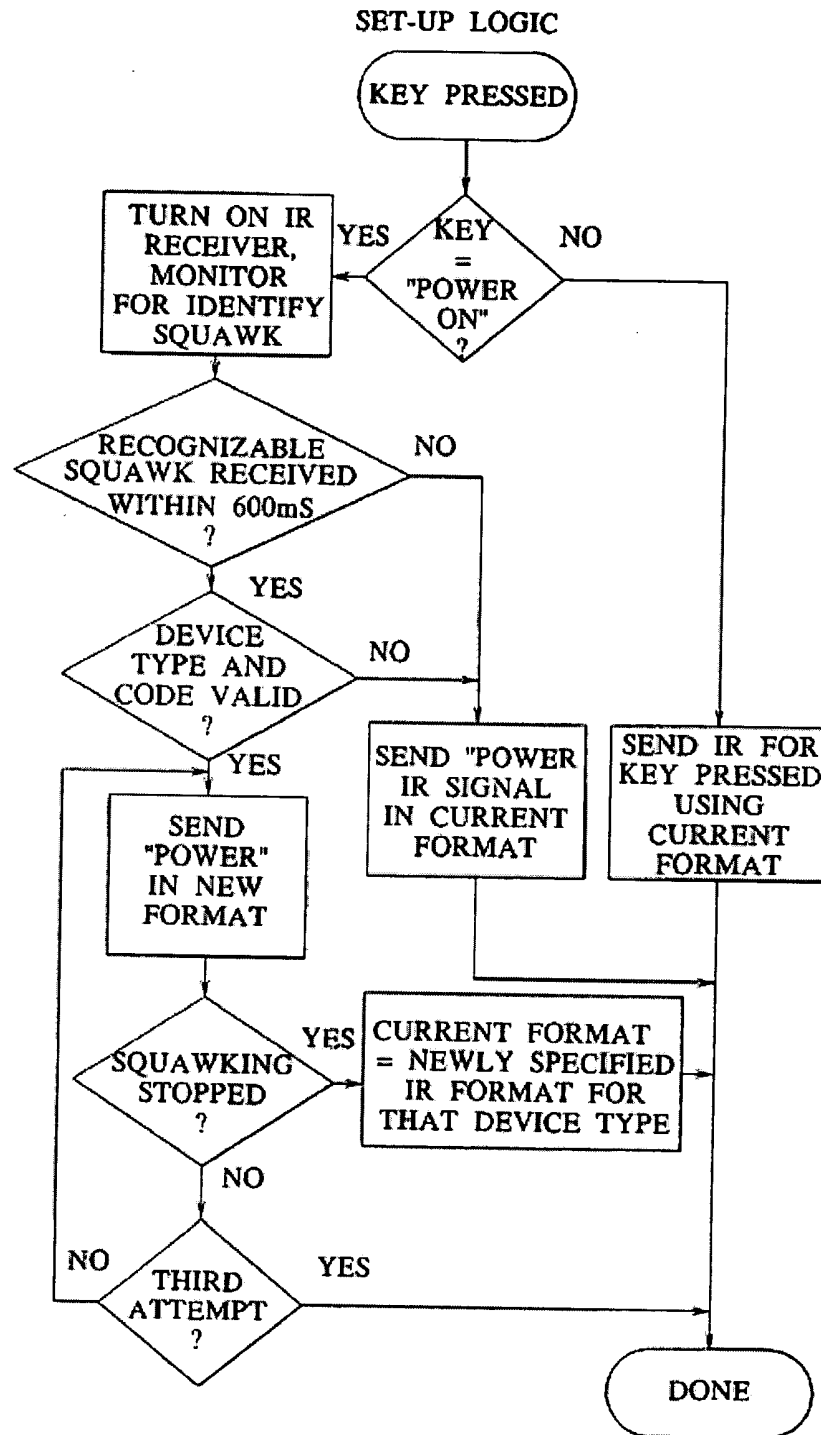 SET-UP LOGIC
KEY PRESSED
TURN ON IR
RECEIVER,
MONITOR
FOR IDENTIFY
SQUAWK
YES
KEY
=
"POWER
ON"
?
NO
RECOGNIZABLE
SQUAWK RECEIVED
WITHIN 600mS
?
NO
YES
DEVICE
TYPE AND
CODE VALID
?
NO
YES
SEND "POWER
IR SIGNAL
IN CURRENT
FORMAT
SEND IR FOR
KEY PRESSED
USING
CURRENT
FORMAT
SEND
"POWER"
IN NEW
FORMAT
SQUAWKING
STOPPED
?
YES
CURRENT FORMAT
= NEWLY SPECIFIED
IR FORMAT FOR
THAT DEVICE TYPE
NO
NO
THIRD
ATTEMPT
?
YES
DONE